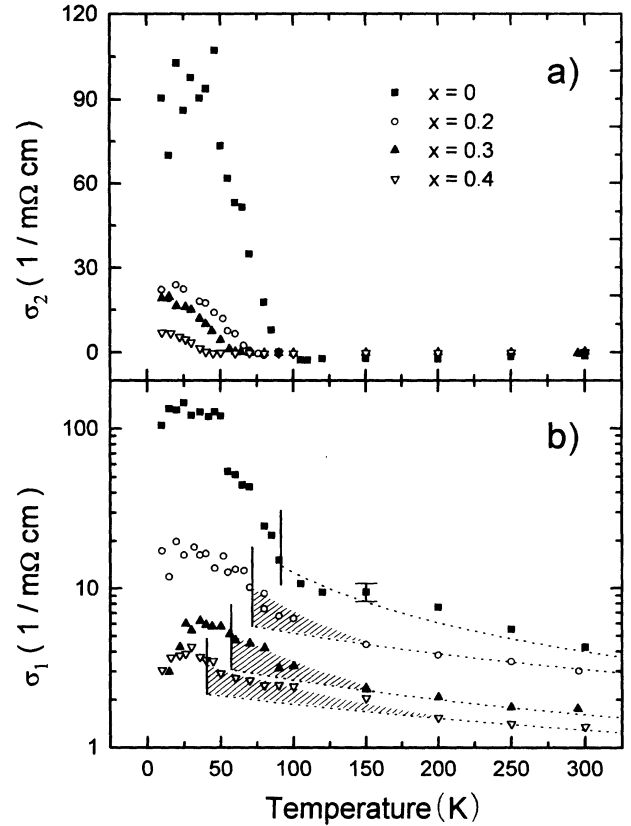 120
90
60
30
0
σ2 ( 1 / mΩ cm )
a)
x = 0
x = 0.2
x = 0.3
x = 0.4
100
10
1
σ1 ( 1 / mΩ cm )
b)
0 50 100 150 200 250 300
Temperature (K)